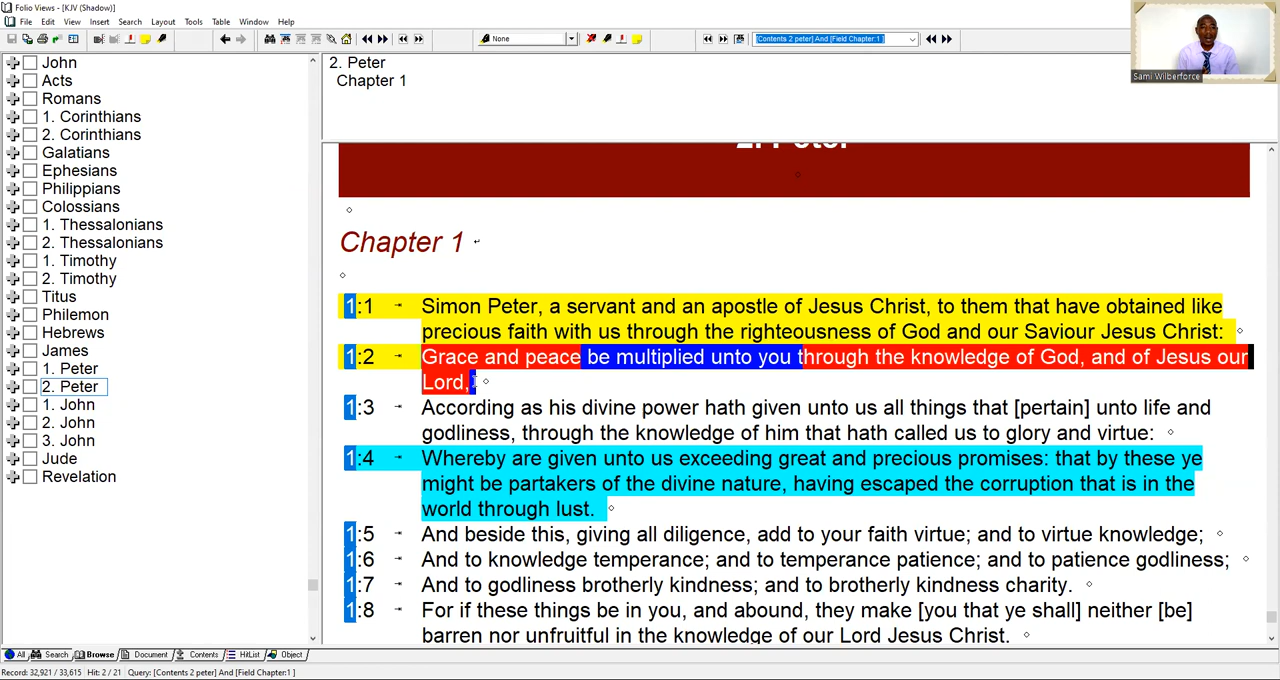 Folio Views - [KJV (Shadow)]
File Edit View Insert Search Layout Tools Table Window Help
None
[Contents 2 peter] And [Field Chapter:1 ]
Sami Wilberforce
John
Acts
Romans
1. Corinthians
2. Corinthians
Galatians
Ephesians
Philippians
Colossians
1. Thessalonians
2. Thessalonians
1. Timothy
2. Timothy
Titus
Philemon
Hebrews
James
1. Peter
2. Peter
1. John
2. John
3. John
Jude
Revelation
2. Peter
Chapter 1
2. Peter
Chapter 1
1:1 Simon Peter, a servant and an apostle of Jesus Christ, to them that have obtained like
precious faith with us through the righteousness of God and our Saviour Jesus Christ:
1:2 Grace and peace be multiplied unto you through the knowledge of God, and of Jesus our
Lord,
1:3 According as his divine power hath given unto us all things that [pertain] unto life and
godliness, through the knowledge of him that hath called us to glory and virtue:
1:4 Whereby are given unto us exceeding great and precious promises: that by these ye
might be partakers of the divine nature, having escaped the corruption that is in the
world through lust.
1:5 And beside this, giving all diligence, add to your faith virtue; and to virtue knowledge;
1:6 And to knowledge temperance; and to temperance patience; and to patience godliness;
1:7 And to godliness brotherly kindness; and to brotherly kindness charity.
1:8 For if these things be in you, and abound, they make [you that ye shall] neither [be]
barren nor unfruitful in the knowledge of our Lord Jesus Christ.
All Search Browse Document Contents HitList Object
Record: 32,921 / 33,615 Hit: 2 / 21 Query: [Contents 2 peter] And [Field Chapter:1 ]